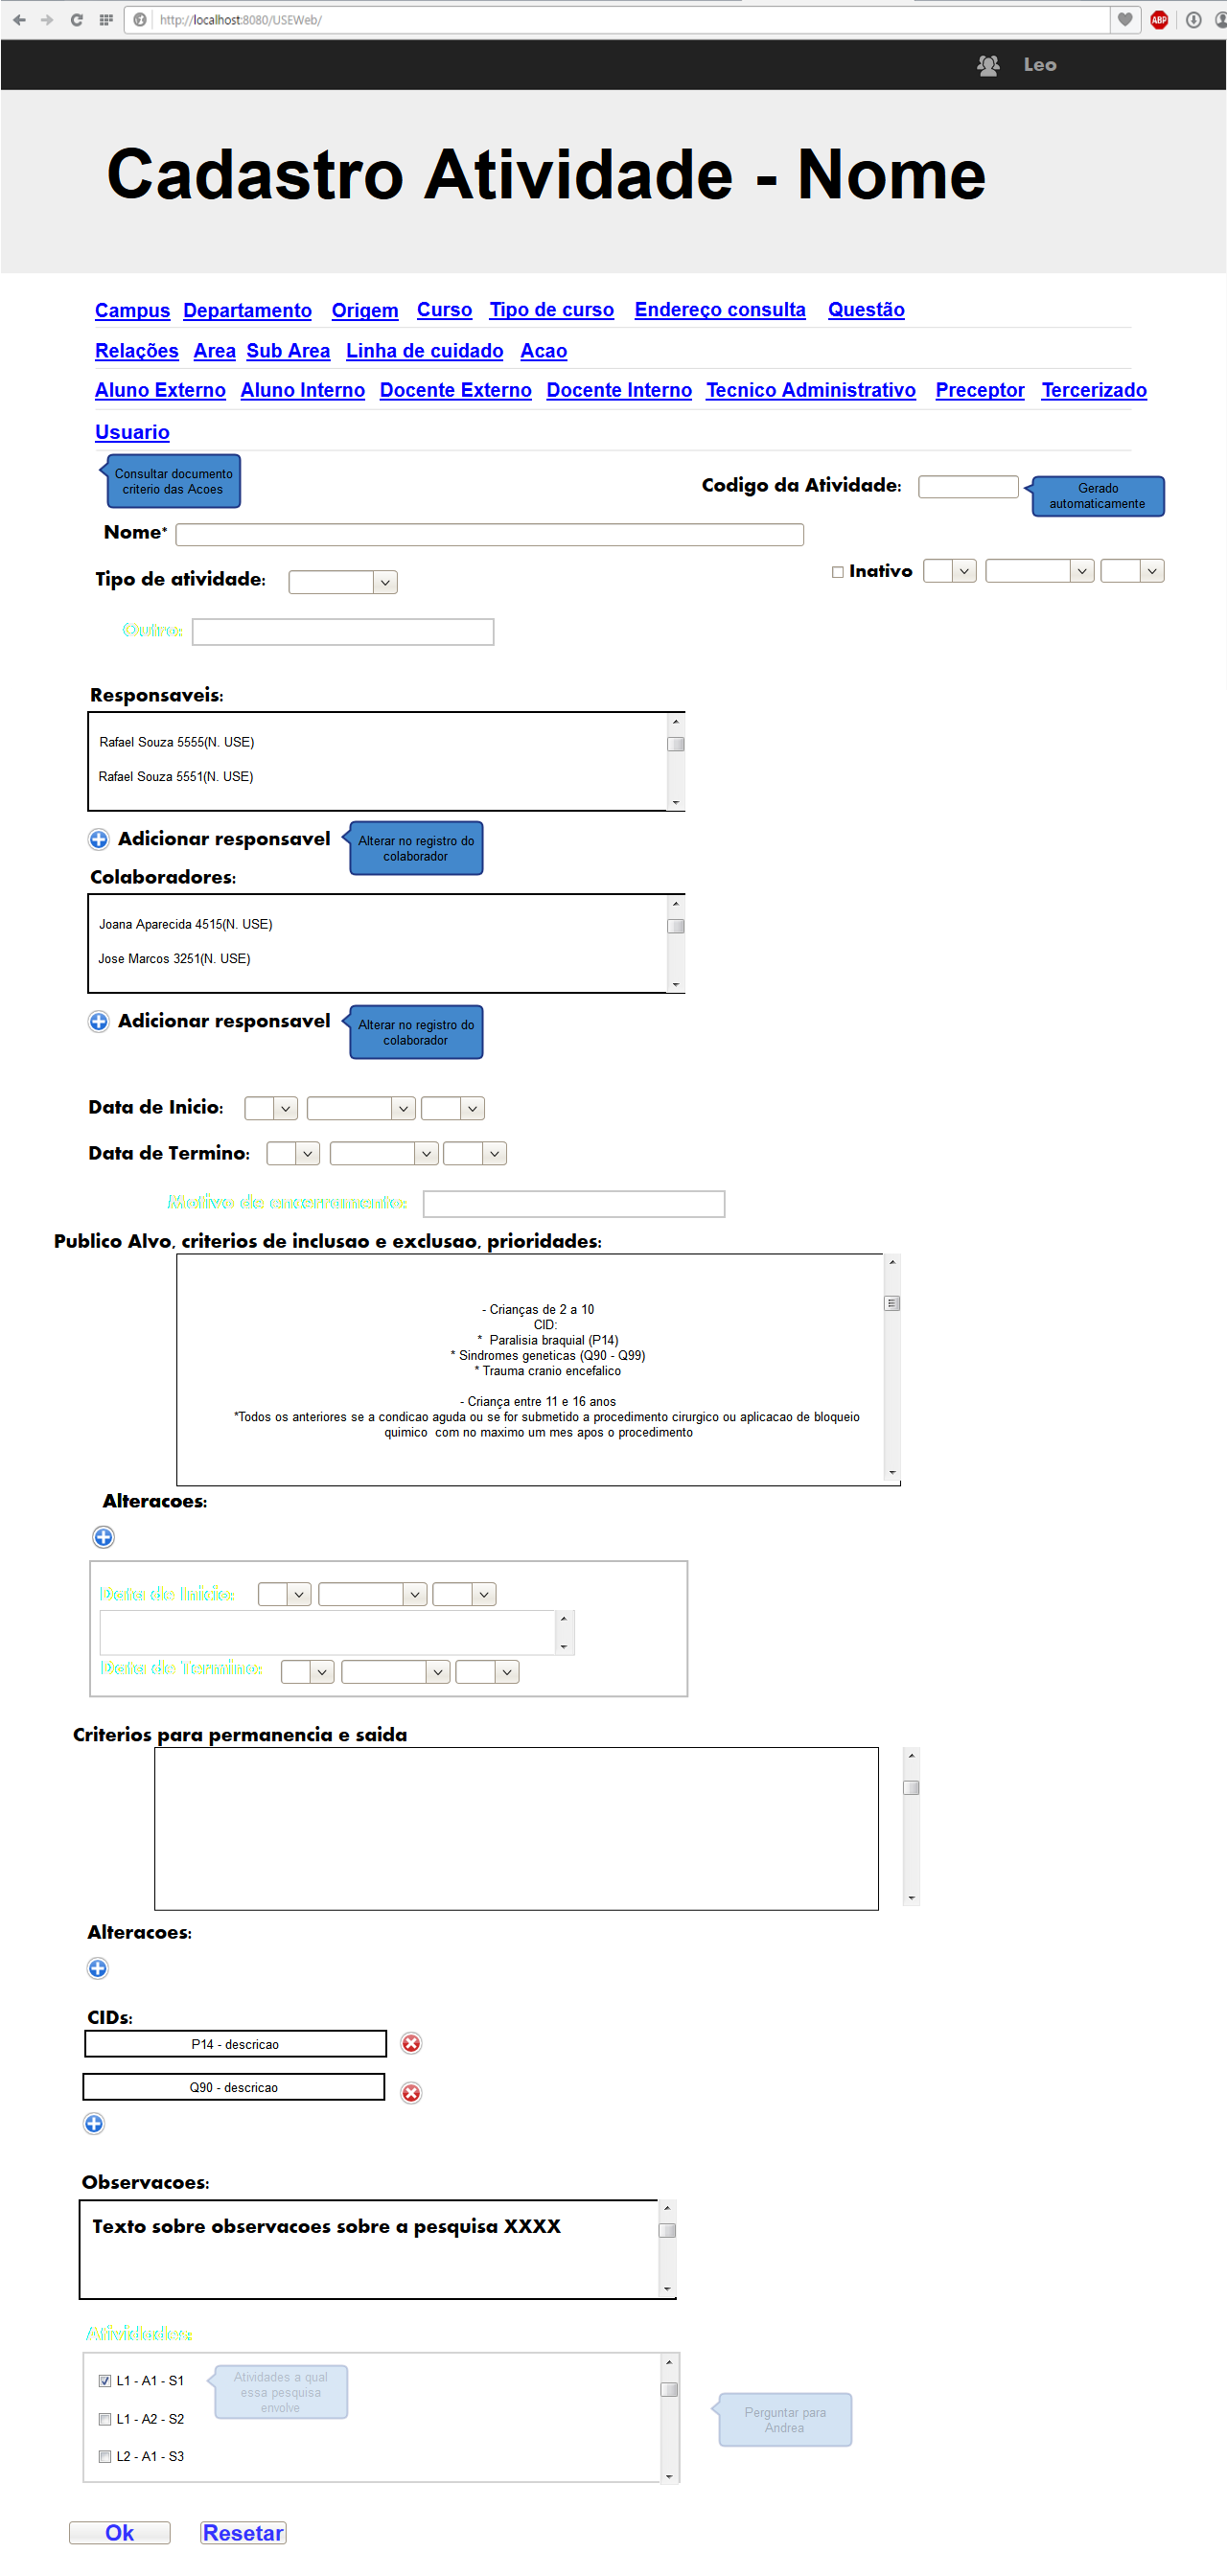 http://localhost:8080/USEWeb/
ABP
Leo
Cadastro Atividade - Nome
Campus Departamento Origem Curso Tipo de curso Endereço consulta Questão
Relações Area Sub Area Linha de cuidado Acao
Aluno Externo Aluno Interno Docente Externo Docente Interno Tecnico Administrativo Preceptor Tercerizado
Usuario
Consultar documento
criterio das Acoes
Codigo da Atividade:
Gerado
automaticamente
Nome*
Tipo de atividade:
Inativo
Outro:
Responsaveis:
Rafael Souza 5555(N. USE)
Rafael Souza 5551(N. USE)
Adicionar responsavel
Alterar no registro do
colaborador
Colaboradores:
Joana Aparecida 4515(N. USE)
Jose Marcos 3251(N. USE)
Adicionar responsavel
Alterar no registro do
colaborador
Data de Inicio:
Data de Termino:
Motivo de encerramento:
Publico Alvo, criterios de inclusao e exclusao, prioridades:
- Crianças de 2 a 10
CID:
* Paralisia braquial (P14)
* Sindromes geneticas (Q90 - Q99)
* Trauma cranio encefalico
- Criança entre 11 e 16 anos
*Todos os anteriores se a condicao aguda ou se for submetido a procedimento cirurgico ou aplicacao de bloqueio
quimico com no maximo um mes apos o procedimento
Alteracoes:
Data de Inicio:
Data de Termino:
Criterios para permanencia e saida
Alteracoes:
CIDs:
P14 - descricao
Q90 - descricao
Observacoes:
Texto sobre observacoes sobre a pesquisa XXXX
Atividades:
L1 - A1 - S1
Atividades a qual
essa pesquisa
envolve
L1 - A2 - S2
Perguntar para
Andrea
L2 - A1 - S3
Ok Resetar